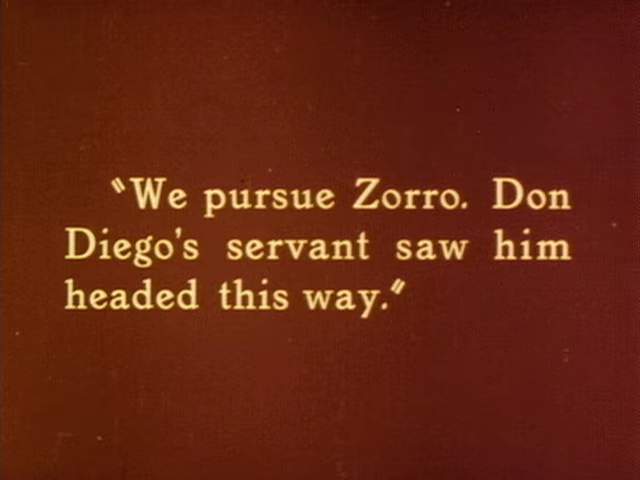 "We pursue Zorro. Don
Diego's servant saw him
headed this way."